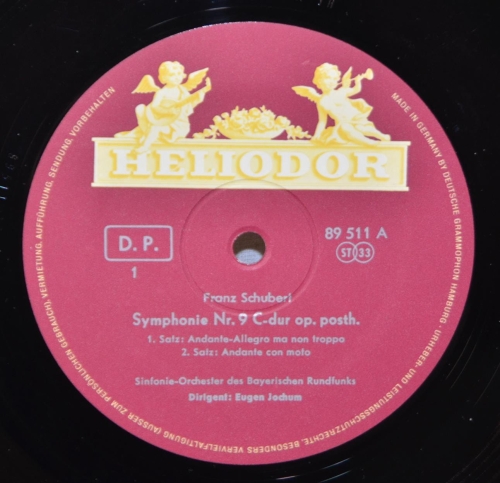 HELIODOR
D. P.
1
89 511 A
ST 33
Franz Schubert
Symphonie Nr. 9 C-dur op. posth.
1. Satz: Andante-Allegro ma non troppo
2. Satz: Andante con moto
Sinfonie-Orchester des Bayerischen Rundfunks
Dirigent: Eugen Jochum
MADE IN GERMANY BY DEUTSCHE GRAMMOPHON HAMBURG · URHEBER- UND LEISTUNGSSCHUTZRECHTE, BESONDERS VERVIELFÄLTIGUNG (AUSSER ZUM PERSÖNLICHEN GEBRAUCH), VERMIETUNG, AUFFÜHRUNG, SENDUNG, VORBEHALTEN